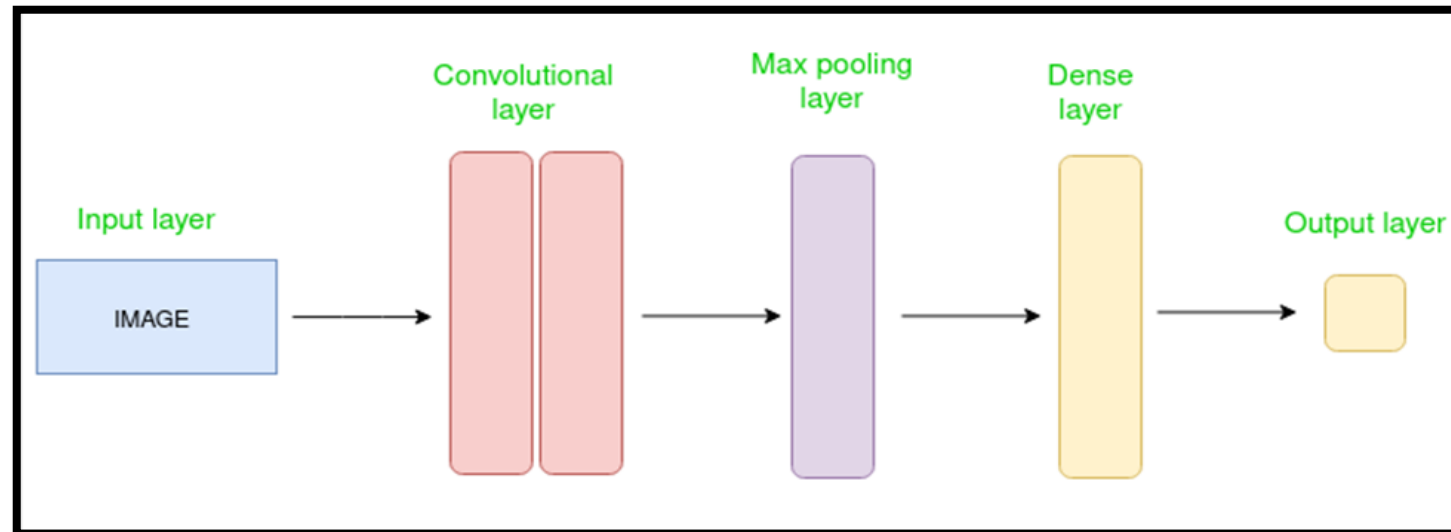 Input layer
IMAGE
Convolutional
layer
Max pooling
layer
Dense
layer
Output layer